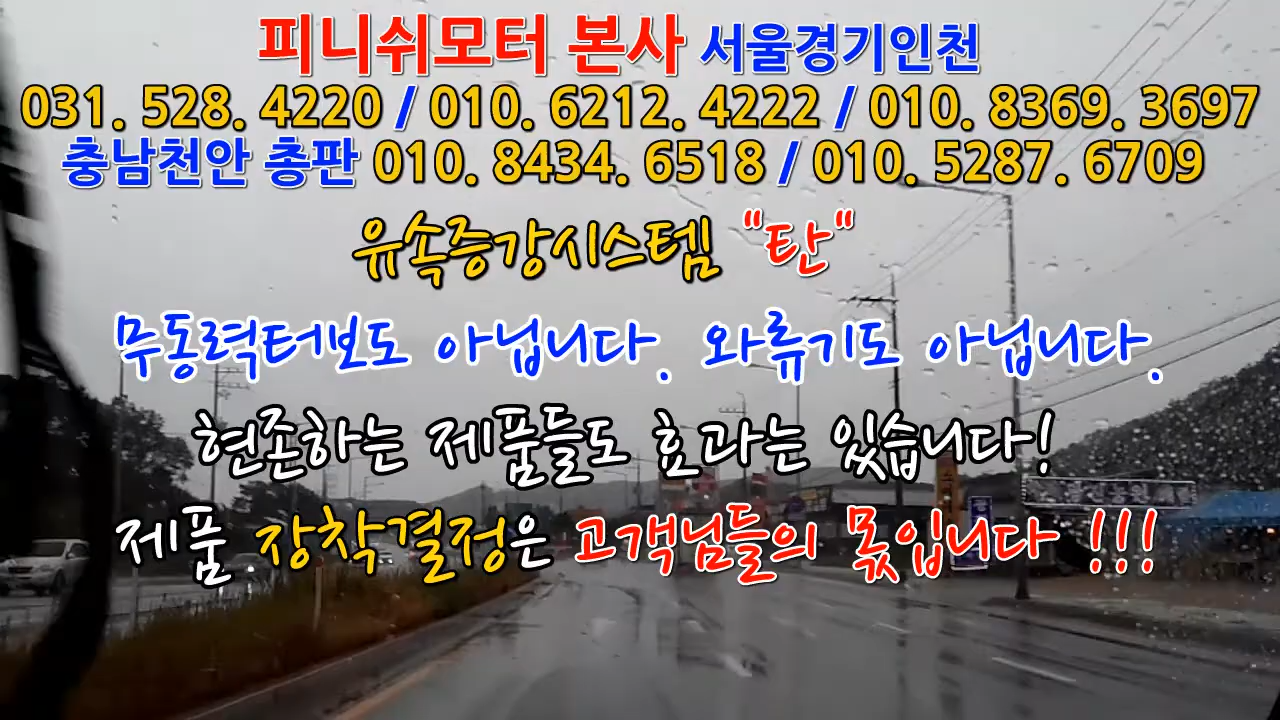 피니쉬모터 본사 서울경기인천
031. 528. 4220 / 010. 6212. 4222 / 010. 8369. 3697
충남천안 총판 010. 8434. 6518 / 010. 5287. 6709
유속증강시스템 "탄"
무동력터보도 아닙니다. 와류기도 아닙니다.
현존하는 제품들도 효과는 있습니다!
제품 장착결정은 고객님들의 몫입니다 !!!